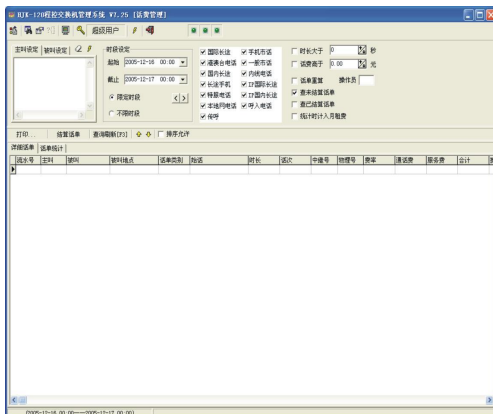 HJK-120程控交换机管理系统 V7.25 [话费管理]
超级用户
主叫设定 被叫设定
时段设定
起始 2005-12-16 00:00
截止 2005-12-17 00:00
限定时段
不限时段
国际长途 手机市话
港澳台电话 一般市话
国内长途 内线电话
长途手机 IP国际长途
特服电话 IP国内长途
本地网电话 呼入电话
传呼
时长大于 0 秒
话费高于 0.00 元
话单重算 操作员
查未结算话单
查已结算话单
统计时计入月租费
打印... 结算话单 查询刷新[F3] 排序允许
详细话单 话单统计
流水号 主叫 被叫 被叫地点 话单类别 始话 时长 话次 中继号 物理号 费率 通话费 服务费 合计
(2005-12-16 00:00---2005-12-17 00:00)